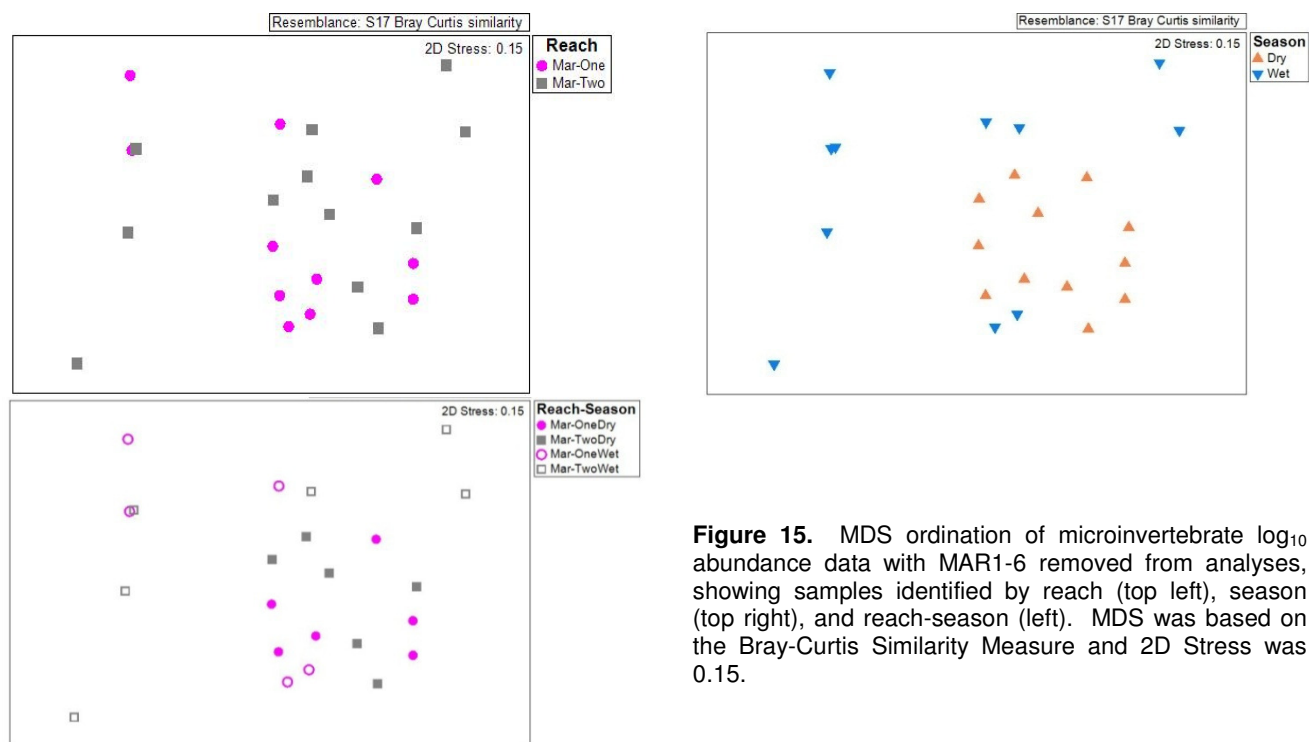 Resemblance: S17 Bray Curtis similarity
2D Stress: 0.15
Reach
Mar-One
Mar-Two
Resemblance: S17 Bray Curtis similarity
2D Stress: 0.15
Season
Dry
Wet
2D Stress: 0.15
Reach-Season
Mar-OneDry
Mar-TwoDry
Mar-OneWet
Mar-TwoWet
Figure 15. MDS ordination of microinvertebrate log₁₀
abundance data with MAR1-6 removed from analyses,
showing samples identified by reach (top left), season
(top right), and reach-season (left). MDS was based on
the Bray-Curtis Similarity Measure and 2D Stress was
0.15.